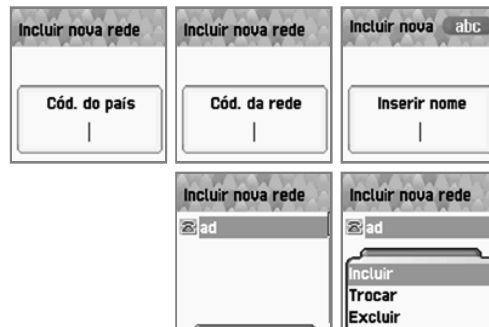 Incluir nova rede
Cód. do país
Incluir nova rede
Cód. da rede
Incluir nova abc
Inserir nome
Incluir nova rede
ad
Incluir nova rede
ad
Incluir
Trocar
Excluir